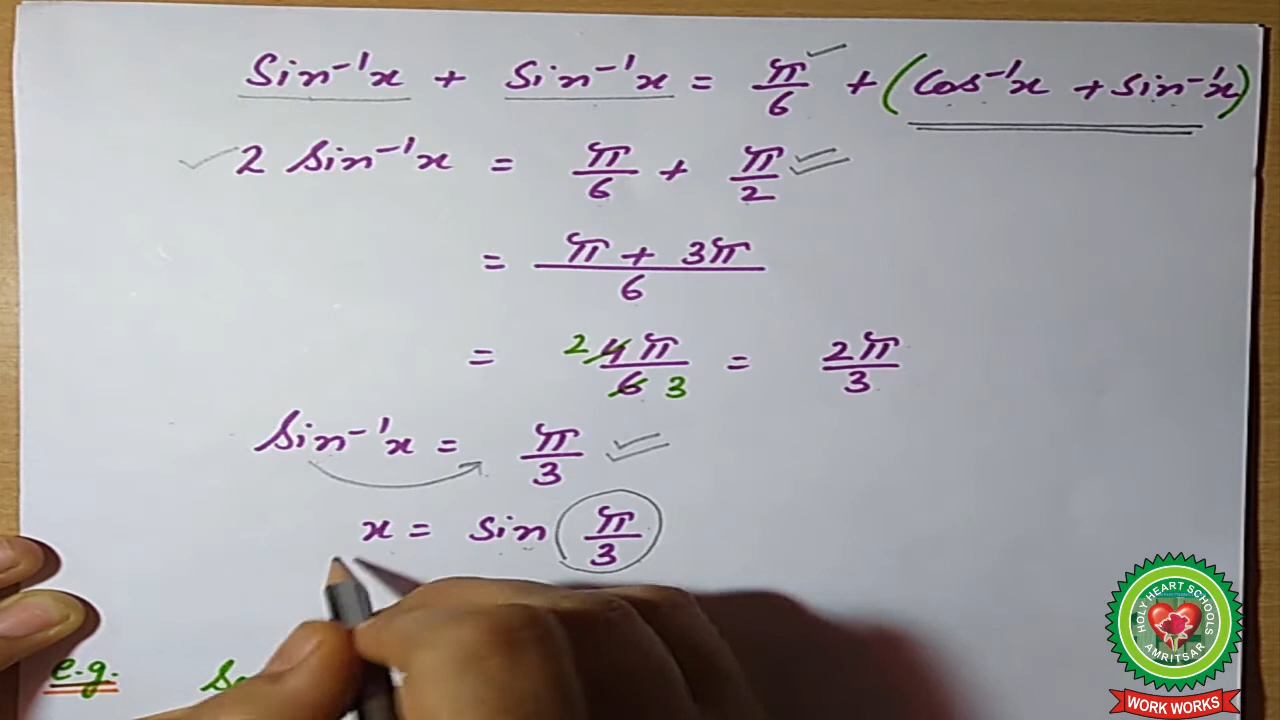 Sin⁻¹x + Sin⁻¹x = π/6 + (Cos⁻¹x + Sin⁻¹x)
2 Sin⁻¹x = π/6 + π/2
= π + 3π / 6
= 2 4π / 6 3 = 2π/3
Sin⁻¹x = π/3
x = Sin π/3
e.g.
HOLY HEART SCHOOLS
AMRITSAR
WORK WORKS